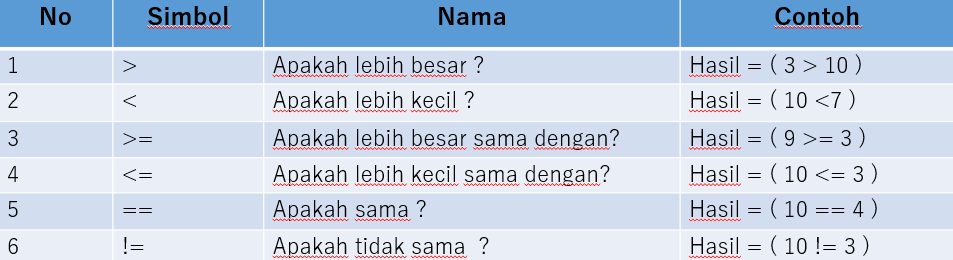 No Simbol Nama Contoh
1 > Apakah lebih besar ? Hasil = ( 3 > 10 )
2 < Apakah lebih kecil ? Hasil = ( 10 <7 )
3 >= Apakah lebih besar sama dengan? Hasil = ( 9 >= 3 )
4 <= Apakah lebih kecil sama dengan? Hasil = ( 10 <= 3 )
5 == Apakah sama ? Hasil = ( 10 == 4 )
6 != Apakah tidak sama  ? Hasil = ( 10 != 3 )